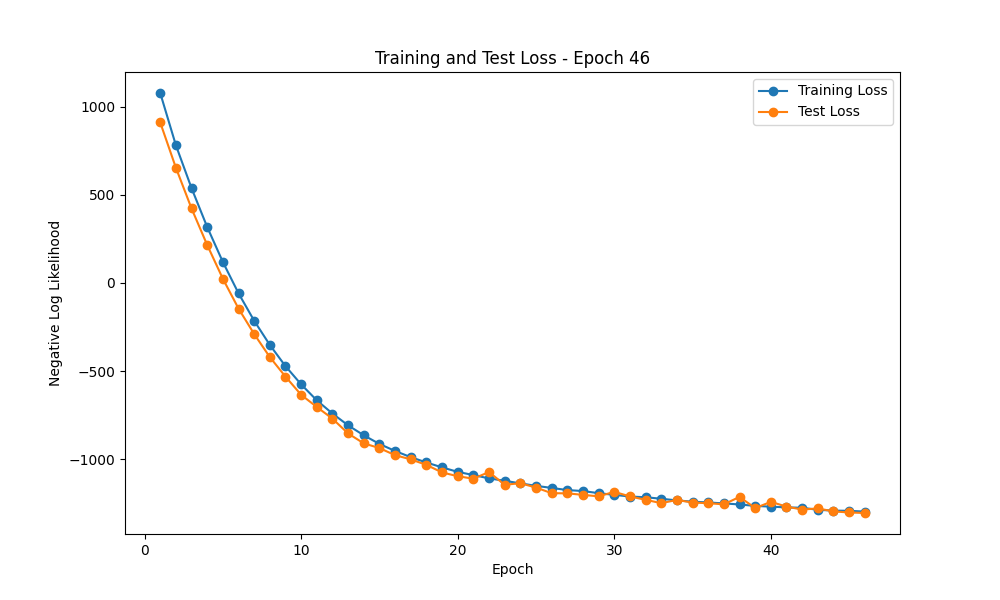 Training and Test Loss - Epoch 46
Training Loss
Test Loss
Negative Log Likelihood
1000
500
0
−500
−1000
0 10 20 30 40
Epoch